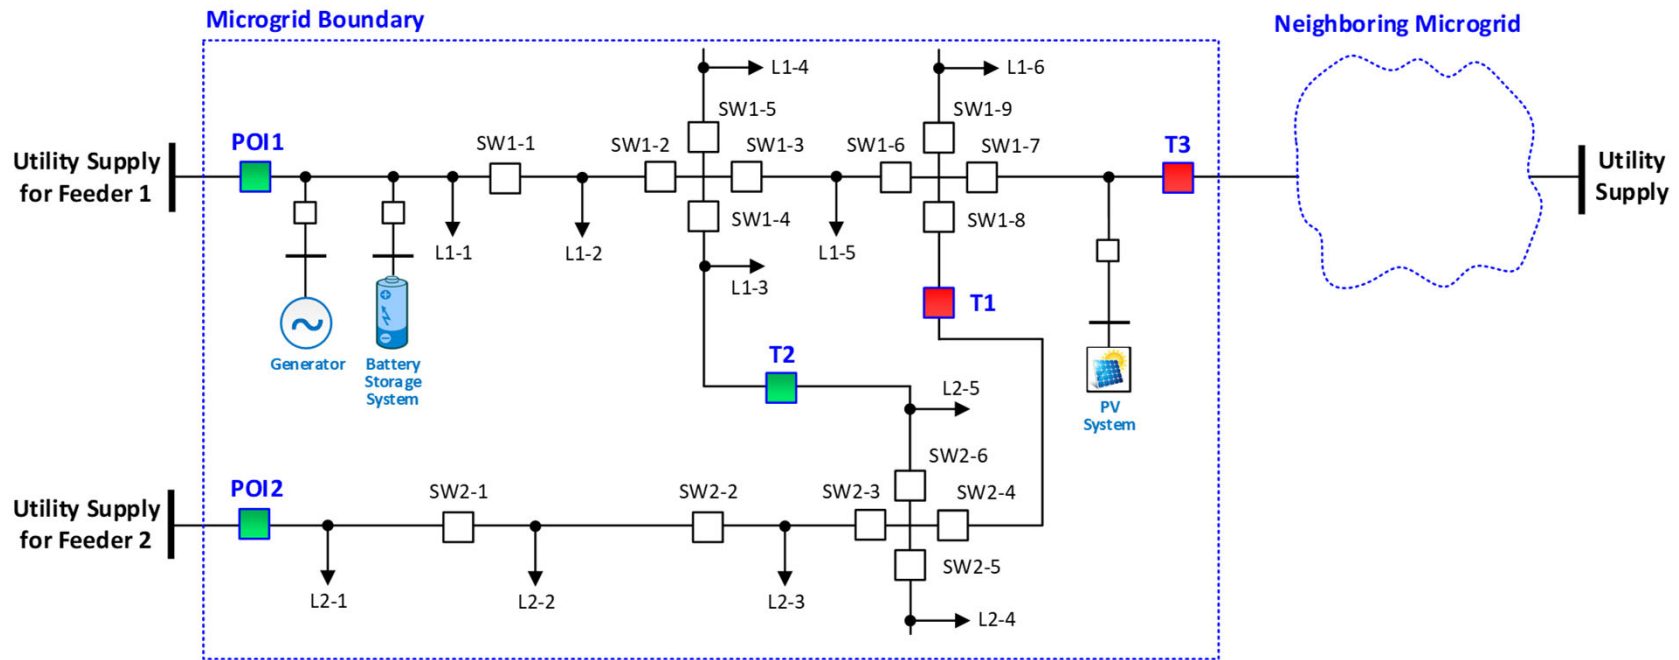 Microgrid Boundary
Neighboring Microgrid
L1-4
L1-6
SW1-5
SW1-9
POI1
SW1-1
SW1-2
SW1-3
SW1-6
SW1-7
T3
Utility Supply
for Feeder 1
Utility
Supply
SW1-4
SW1-8
L1-1
L1-2
L1-5
L1-3
T1
Generator
Battery
Storage
System
T2
L2-5
PV
System
SW2-6
POI2
SW2-1
SW2-2
SW2-3
SW2-4
Utility Supply
for Feeder 2
SW2-5
L2-1
L2-2
L2-3
L2-4